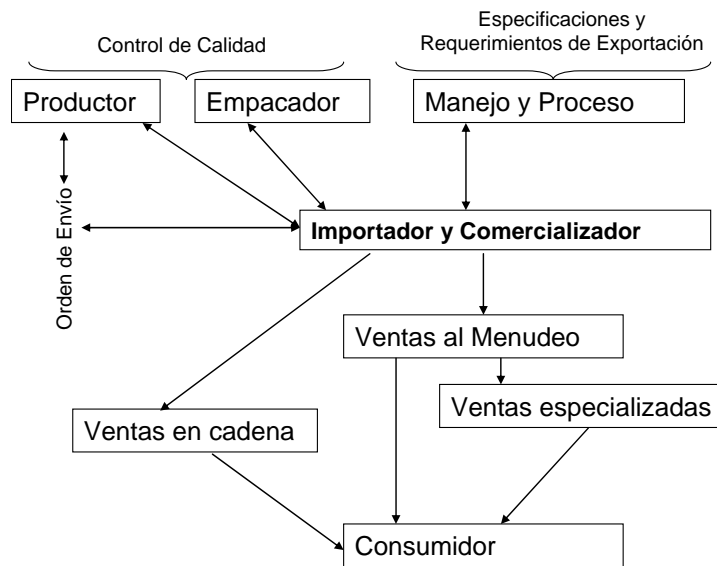 Control de Calidad
Especificaciones y
Requerimientos de Exportación
Productor
Empacador
Manejo y Proceso
Orden de Envío
Importador y Comercializador
Ventas al Menudeo
Ventas especializadas
Ventas en cadena
Consumidor